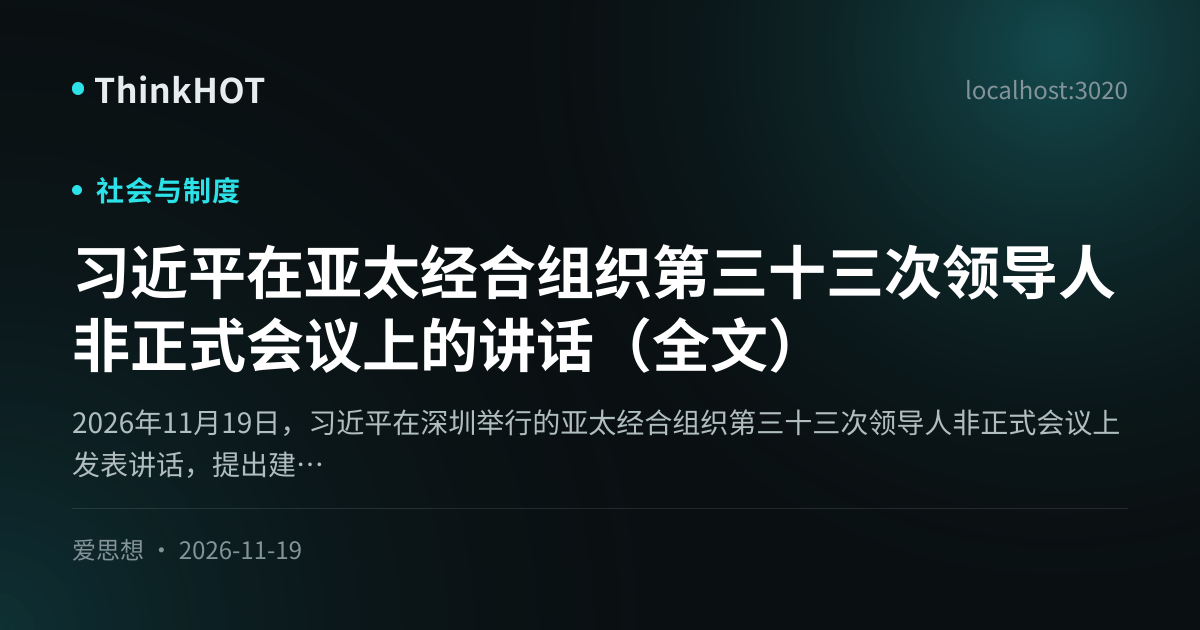 ThinkHOT
localhost:3020
社会与制度
习近平在亚太经合组织第三十三次领导人
非正式会议上的讲话（全文）
2026年11月19日，习近平在深圳举行的亚太经合组织第三十三次领导人非正式会议上
发表讲话，提出建…
爱思想 · 2026-11-19